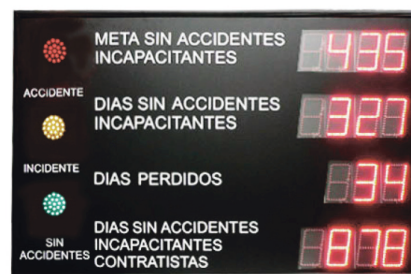 META SIN ACCIDENTES
INCAPACITANTES
435
ACCIDENTE
DIAS SIN ACCIDENTES
INCAPACITANTES
327
INCIDENTE
DIAS PERDIDOS
34
SIN
ACCIDENTES
DIAS SIN ACCIDENTES
INCAPACITANTES
CONTRATISTAS
878